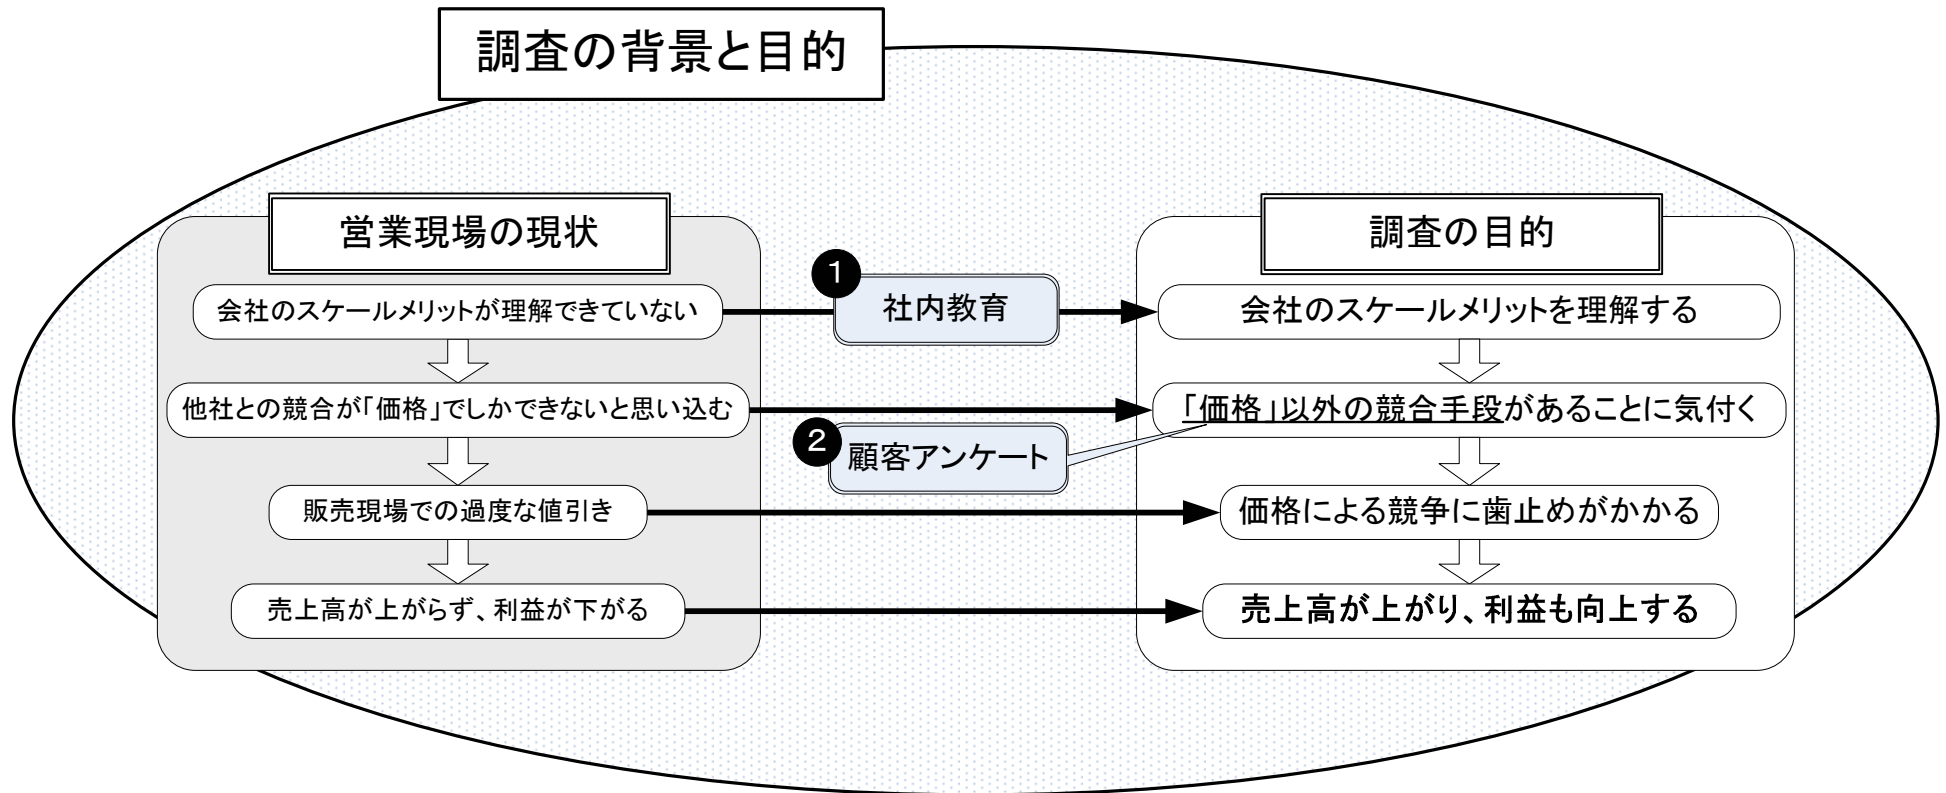 調査の背景と目的
営業現場の現状
会社のスケールメリットが理解できていない
他社との競合が「価格」でしかできないと思い込む
販売現場での過度な値引き
売上高が上がらず、利益が下がる
1
社内教育
2
顧客アンケート
調査の目的
会社のスケールメリットを理解する
「価格」以外の競合手段があることに気付く
価格による競争に歯止めがかかる
売上高が上がり、利益も向上する